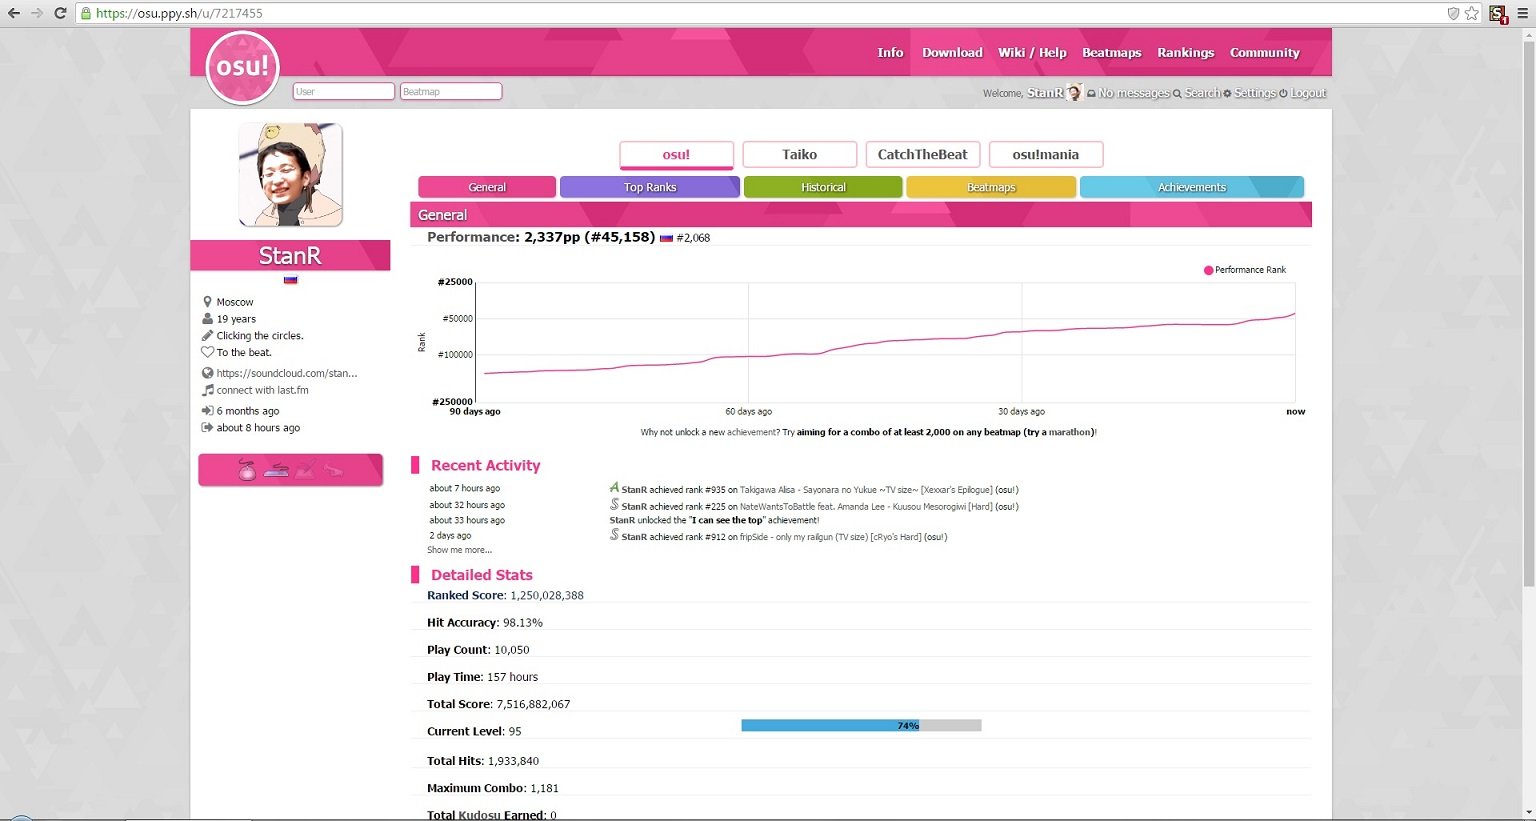 https://osu.ppy.sh/u/7217455
osu!
Info Download Wiki / Help Beatmaps Rankings Community
User Beatmap
Welcome, StanR No messages Search Settings Logout
osu! Taiko CatchTheBeat osu!mania
General Top Ranks Historical Beatmaps Achievements
General
Performance: 2,337pp (#45,158) #2,068
StanR
Moscow
19 years
Clicking the circles.
To the beat.
https://soundcloud.com/stan...
connect with last.fm
6 months ago
about 8 hours ago
Performance Rank
#25000
#50000
#100000
#250000
Rank
90 days ago 60 days ago 30 days ago now
Why not unlock a new achievement? Try aiming for a combo of at least 2,000 on any beatmap (try a marathon)!
Recent Activity
about 7 hours ago A StanR achieved rank #935 on Takigawa Alisa - Sayonara no Yukue ~TV size~ [Xexxar's Epilogue] (osu!)
about 32 hours ago S StanR achieved rank #225 on NateWantsToBattle feat. Amanda Lee - Kuusou Mesorogiwi [Hard] (osu!)
about 33 hours ago StanR unlocked the "I can see the top" achievement!
2 days ago S StanR achieved rank #912 on fripSide - only my railgun (TV size) [cRyo's Hard] (osu!)
Show me more...
Detailed Stats
Ranked Score: 1,250,028,388
Hit Accuracy: 98.13%
Play Count: 10,050
Play Time: 157 hours
Total Score: 7,516,882,067
Current Level: 95 74%
Total Hits: 1,933,840
Maximum Combo: 1,181
Total Kudosu Earned: 0